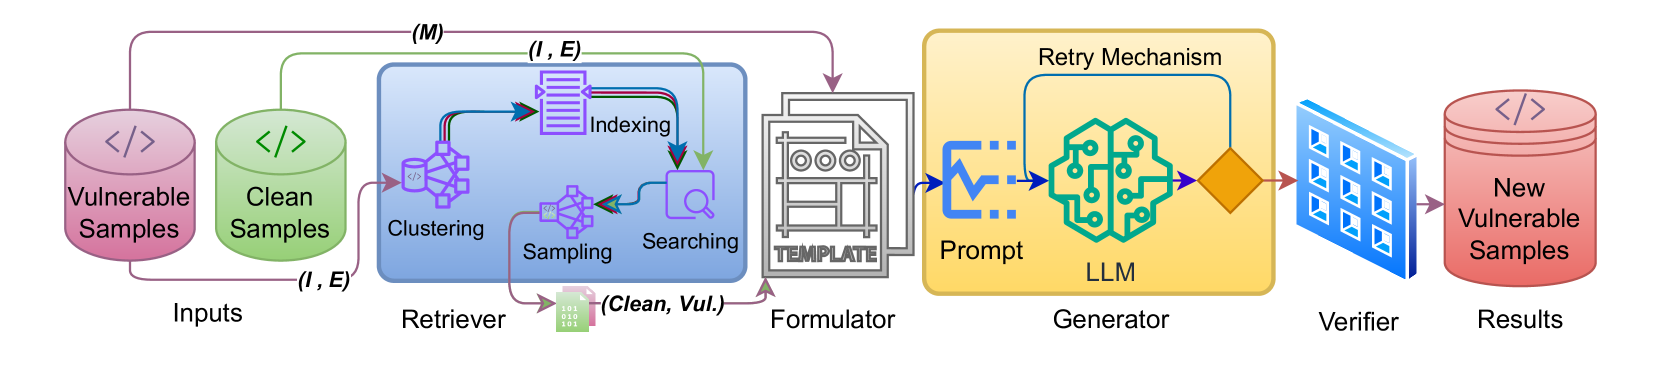 (M)
(I , E)
Retry Mechanism
</>
</>
</>
Vulnerable
Samples
Clean
Samples
</>
Clustering
Indexing
Sampling
Searching
TEMPLATE
Prompt
LLM
New
Vulnerable
Samples
(I , E)
101
010
101
(Clean, Vul.)
Inputs
Retriever
Formulator
Generator
Verifier
Results